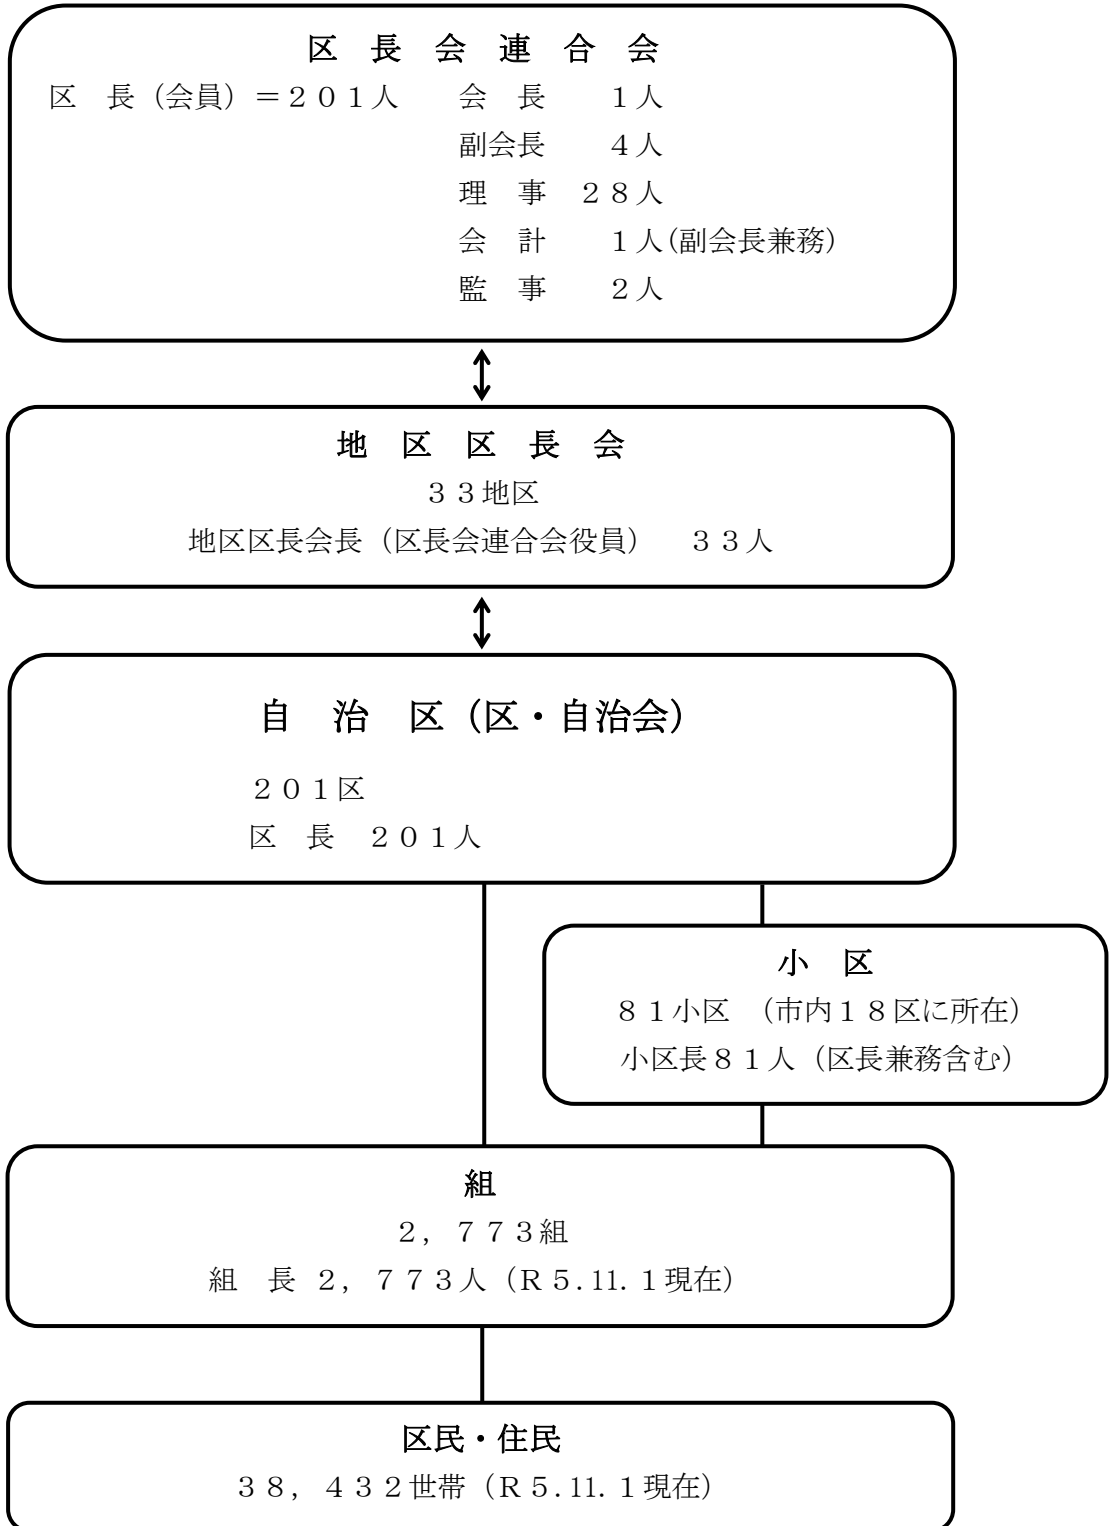 区　長　会　連　合　会
区　長（会員）＝２０１人　会　長　　１人
副会長　　４人
理　事　２８人
会　計　　１人(副会長兼務)
監　事　　２人
地　区　区　長　会
３３地区
地区区長会長（区長会連合会役員）　３３人
自　治　区（区・自治会）
２０１区
区　長　２０１人
小　区
８１小区　（市内１８区に所在）
小区長８１人（区長兼務含む）
組
２，７７３組
組　長 ２，７７３人（Ｒ５.11.１現在）
区民・住民
３８，４３２世帯（Ｒ５.11.１現在）